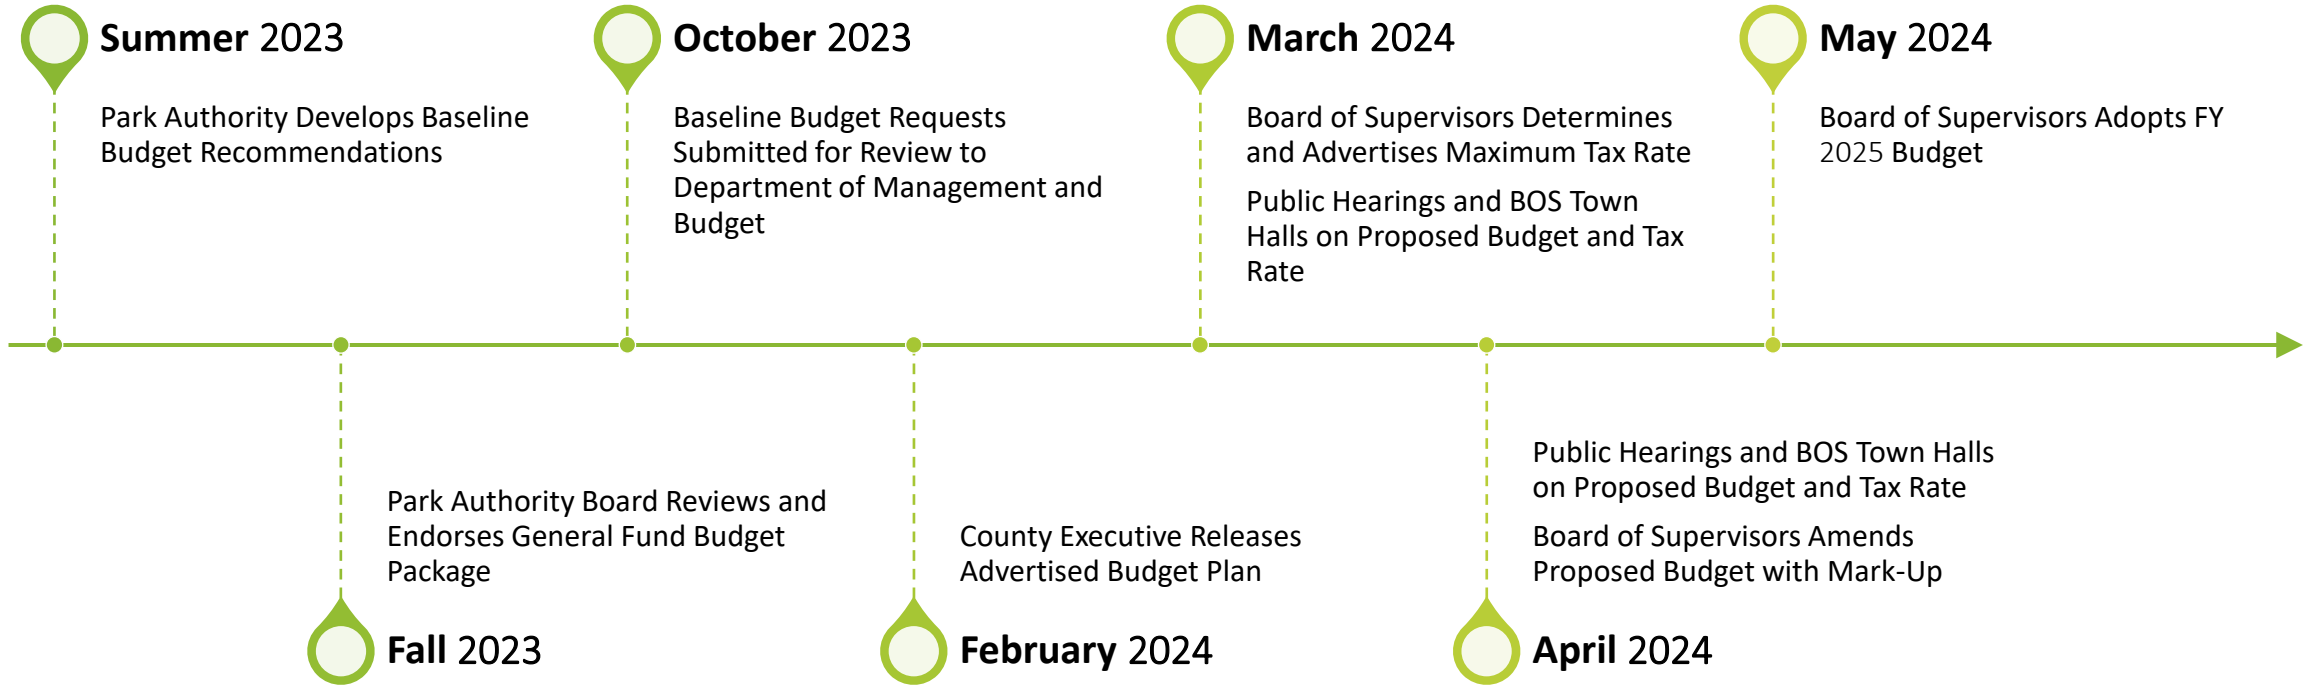 Summer 2023
Park Authority Develops Baseline
Budget Recommendations
Fall 2023
Park Authority Board Reviews and
Endorses General Fund Budget
Package
October 2023
Baseline Budget Requests
Submitted for Review to
Department of Management and
Budget
February 2024
County Executive Releases
Advertised Budget Plan
March 2024
Board of Supervisors Determines
and Advertises Maximum Tax Rate
Public Hearings and BOS Town
Halls on Proposed Budget and Tax
Rate
April 2024
Public Hearings and BOS Town Halls
on Proposed Budget and Tax Rate
Board of Supervisors Amends
Proposed Budget with Mark-Up
May 2024
Board of Supervisors Adopts FY
2025 Budget